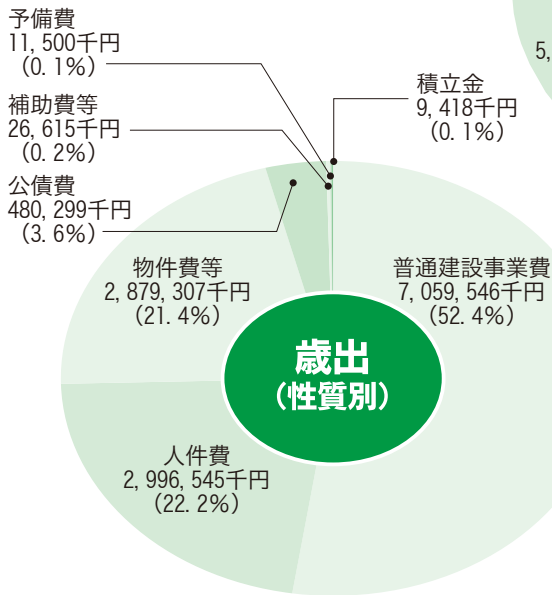 予備費
11,500千円
（0.1%）
補助費等
26,615千円
（0.2%）
公債費
480,299千円
（3.6%）
積立金
9,418千円
（0.1%）
5,
物件費等
2,879,307千円
（21.4%）
普通建設事業費
7,059,546千円
（52.4%）
歳出
（性質別）
人件費
2,996,545千円
（22.2%）